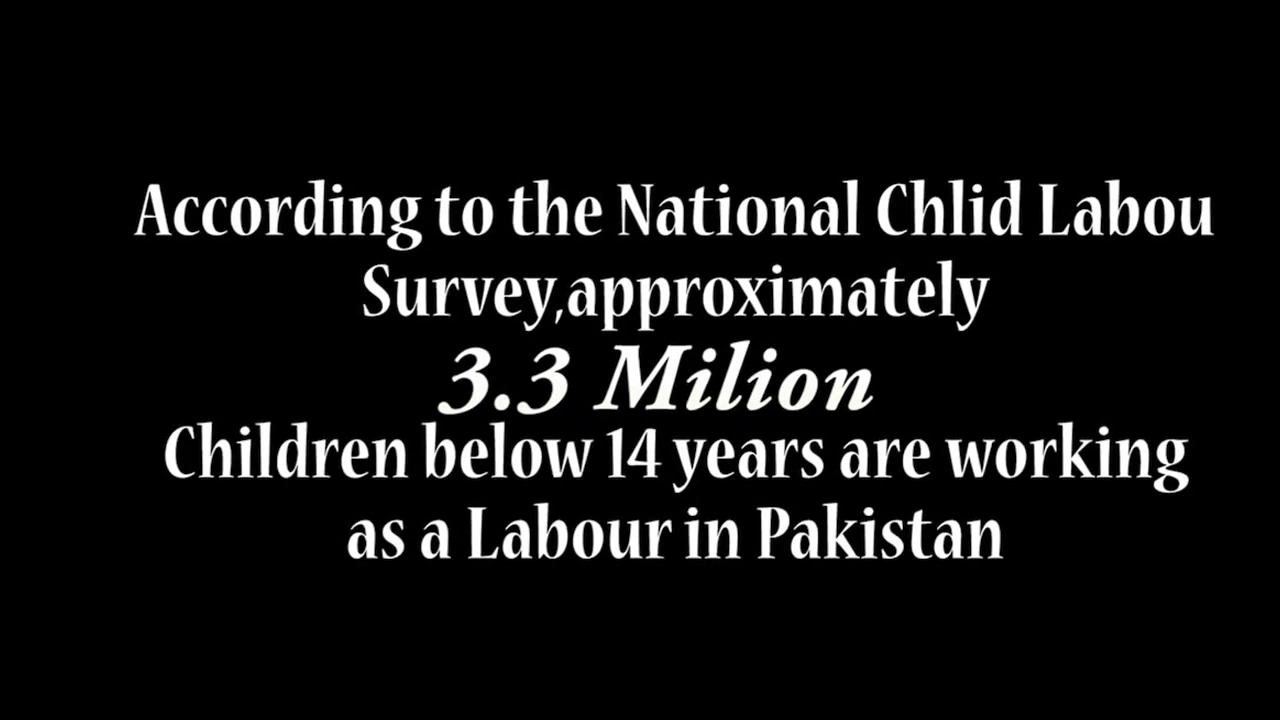 According to the National Chlid Labou
Survey,approximately
3.3 Milion
Children below 14 years are working
as a Labour in Pakistan